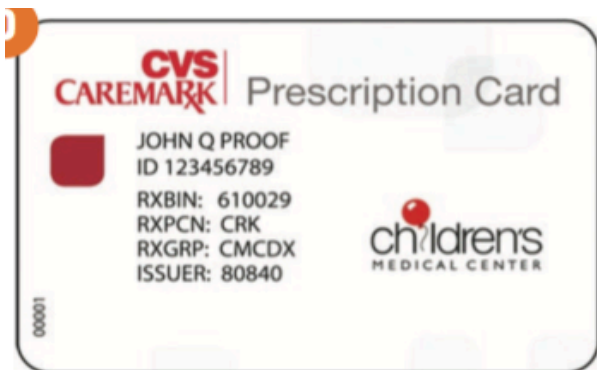 CVS
CAREMARK
Prescription Card
JOHN Q PROOF
ID 123456789
RXBIN: 610029
RXPCN: CRK
RXGRP: CMCDX
ISSUER: 80840
children's
MEDICAL CENTER
00001